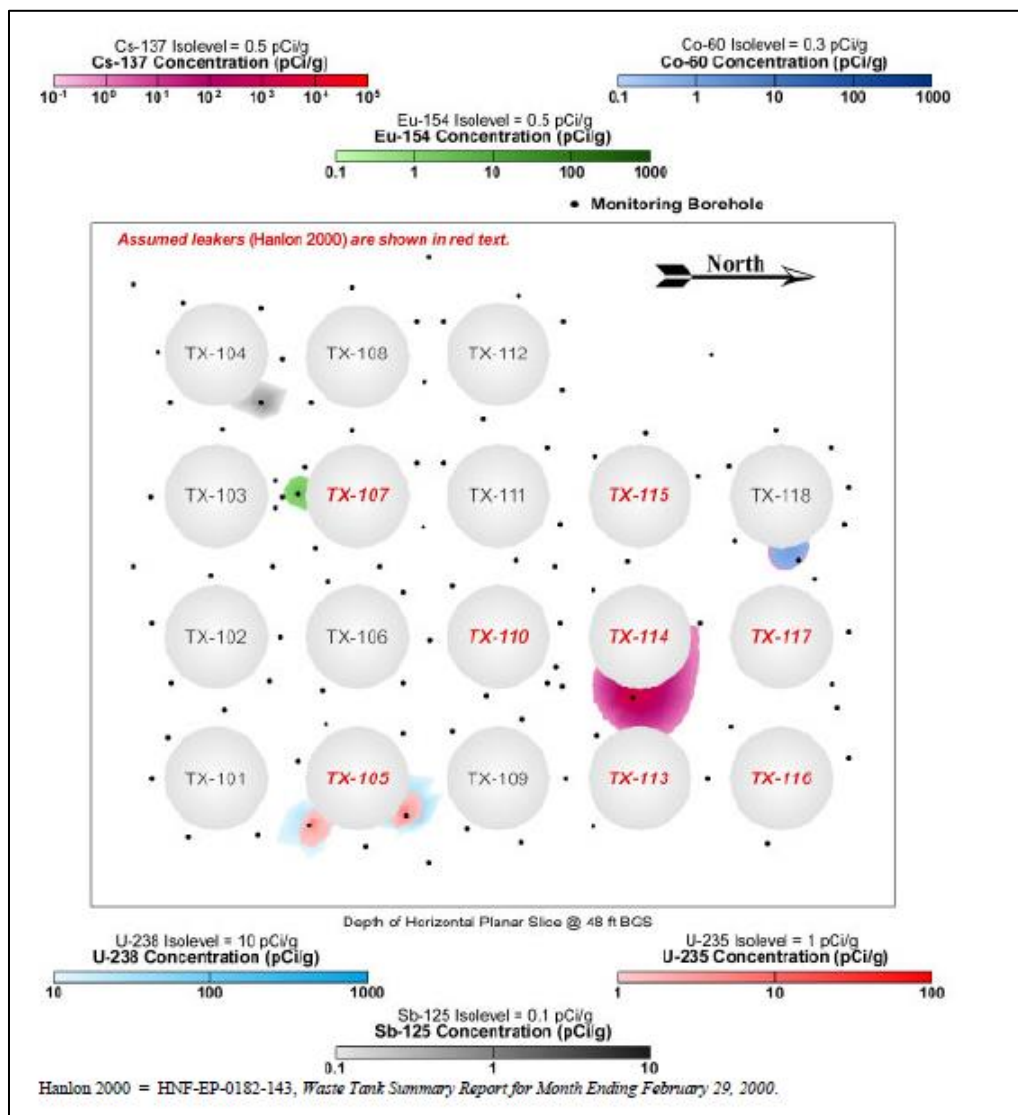 Cs-137 Isolevel = 0.5 pCi/g
Cs-137 Concentration (pCi/g)
10-1 100 101 102 103 104 105
Co-60 Isolevel = 0.3 pCi/g
Co-60 Concentration (pCi/g)
0.1 1 10 100 1000
Eu-154 Isolevel = 0.5 pCi/g
Eu-154 Concentration (pCi/g)
0.1 1 10 100 1000
Monitoring Borehole
Assumed leakers (Hanlon 2000) are shown in red text.
North
TX-104 TX-108 TX-112
TX-103 TX-107 TX-111 TX-115 TX-118
TX-102 TX-106 TX-110 TX-114 TX-117
TX-101 TX-105 TX-109 TX-113 TX-116
Depth of Horizontal Planar Slice @ 48 ft BGS
U-238 Isolevel = 10 pCi/g
U-238 Concentration (pCi/g)
10 100 1000
U-235 Isolevel = 1 pCi/g
U-235 Concentration (pCi/g)
1 10 100
Sb-125 Isolevel = 0.1 pCi/g
Sb-125 Concentration (pCi/g)
0.1 1 10
Hanlon 2000 = HNF-EP-0182-143, Waste Tank Summary Report for Month Ending February 29, 2000.